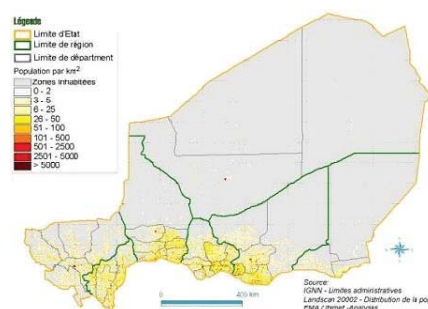 Légende
Limite d'Etat
Limite de région
Limite de départment
Population par km²
Zones Inhabitées
0 - 2
3 - 5
6 - 25
26 - 50
51 - 100
101 - 500
501 - 2500
2501 - 5000
> 5000
0
400 km
Source:
IGNN - Limites administratives
Landscan 20002 - Distribution de la po